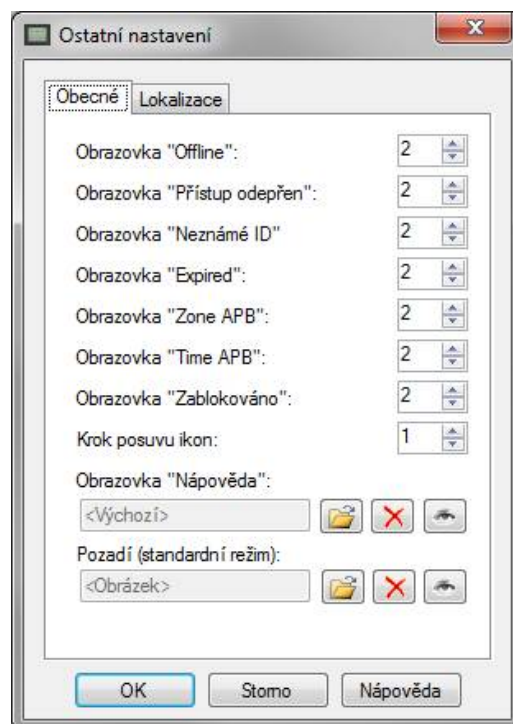 Ostatní nastavení
Obecné Lokalizace
Obrazovka "Offline": 2
Obrazovka "Přístup odepřen": 2
Obrazovka "Neznámé ID" 2
Obrazovka "Expired": 2
Obrazovka "Zone APB": 2
Obrazovka "Time APB": 2
Obrazovka "Zablokováno": 2
Krok posuvu ikon: 1
Obrazovka "Nápověda":
<Výchozí>
Pozadí (standardní režim):
<Obrázek>
OK Storno Nápověda